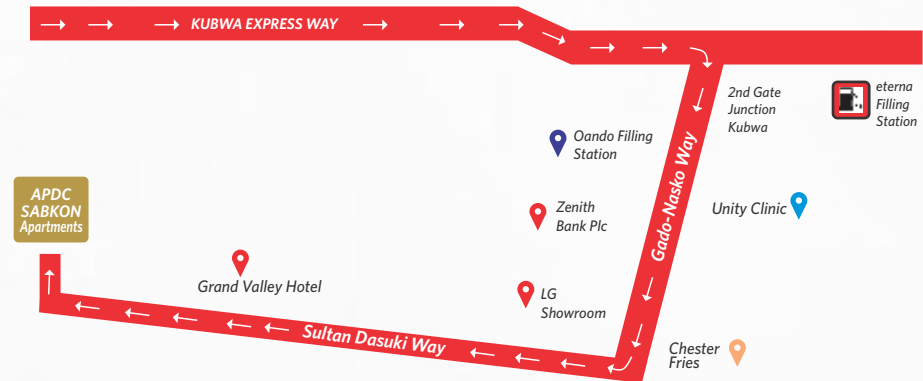 KUBWA EXPRESS WAY
2nd Gate
Junction
Kubwa
eterna
Filling
Station
Oando Filling
Station
Gado-Nasko Way
APDC
SABKON
Apartments
Zenith
Bank Plc
Unity Clinic
Grand Valley Hotel
LG
Showroom
Sultan Dasuki Way
Chester
Fries